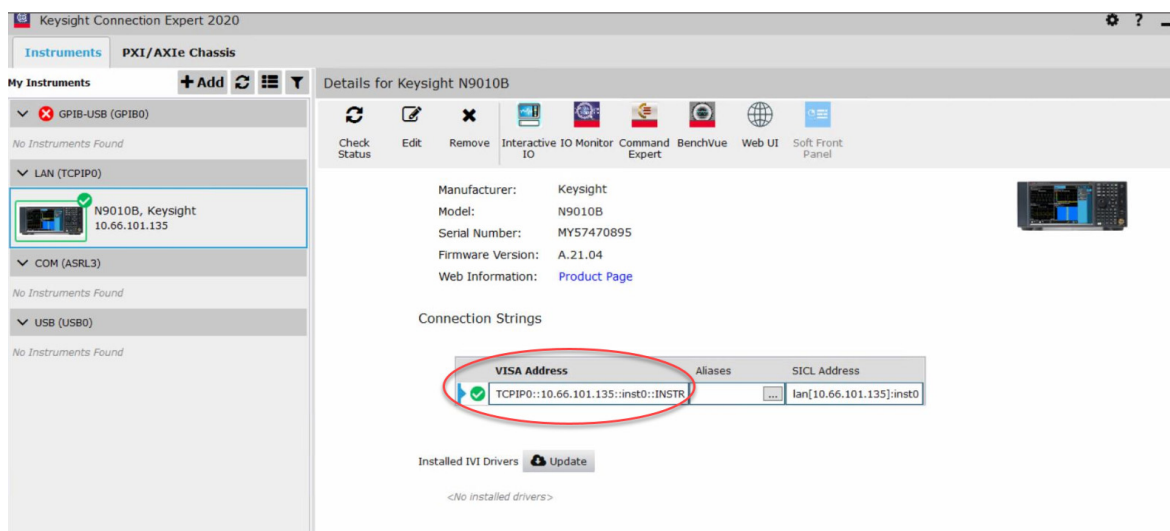 Keysight Connection Expert 2020
?
Instruments PXI/AXIe Chassis
My Instruments + Add
GPIB-USB (GPIB0)
No Instruments Found
LAN (TCPIP0)
N9010B, Keysight
10.66.101.135
COM (ASRL3)
No Instruments Found
USB (USB0)
No Instruments Found
Details for Keysight N9010B
Check Status
Edit
Remove
Interactive IO
IO Monitor
Command Expert
BenchVue
Web UI
Soft Front Panel
Manufacturer: Keysight
Model: N9010B
Serial Number: MY57470895
Firmware Version: A.21.04
Web Information: Product Page
Connection Strings
VISA Address Aliases SICL Address
TCPIP0::10.66.101.135::inst0::INSTR ... lan[10.66.101.135]:inst0
Installed IVI Drivers Update
<No installed drivers>